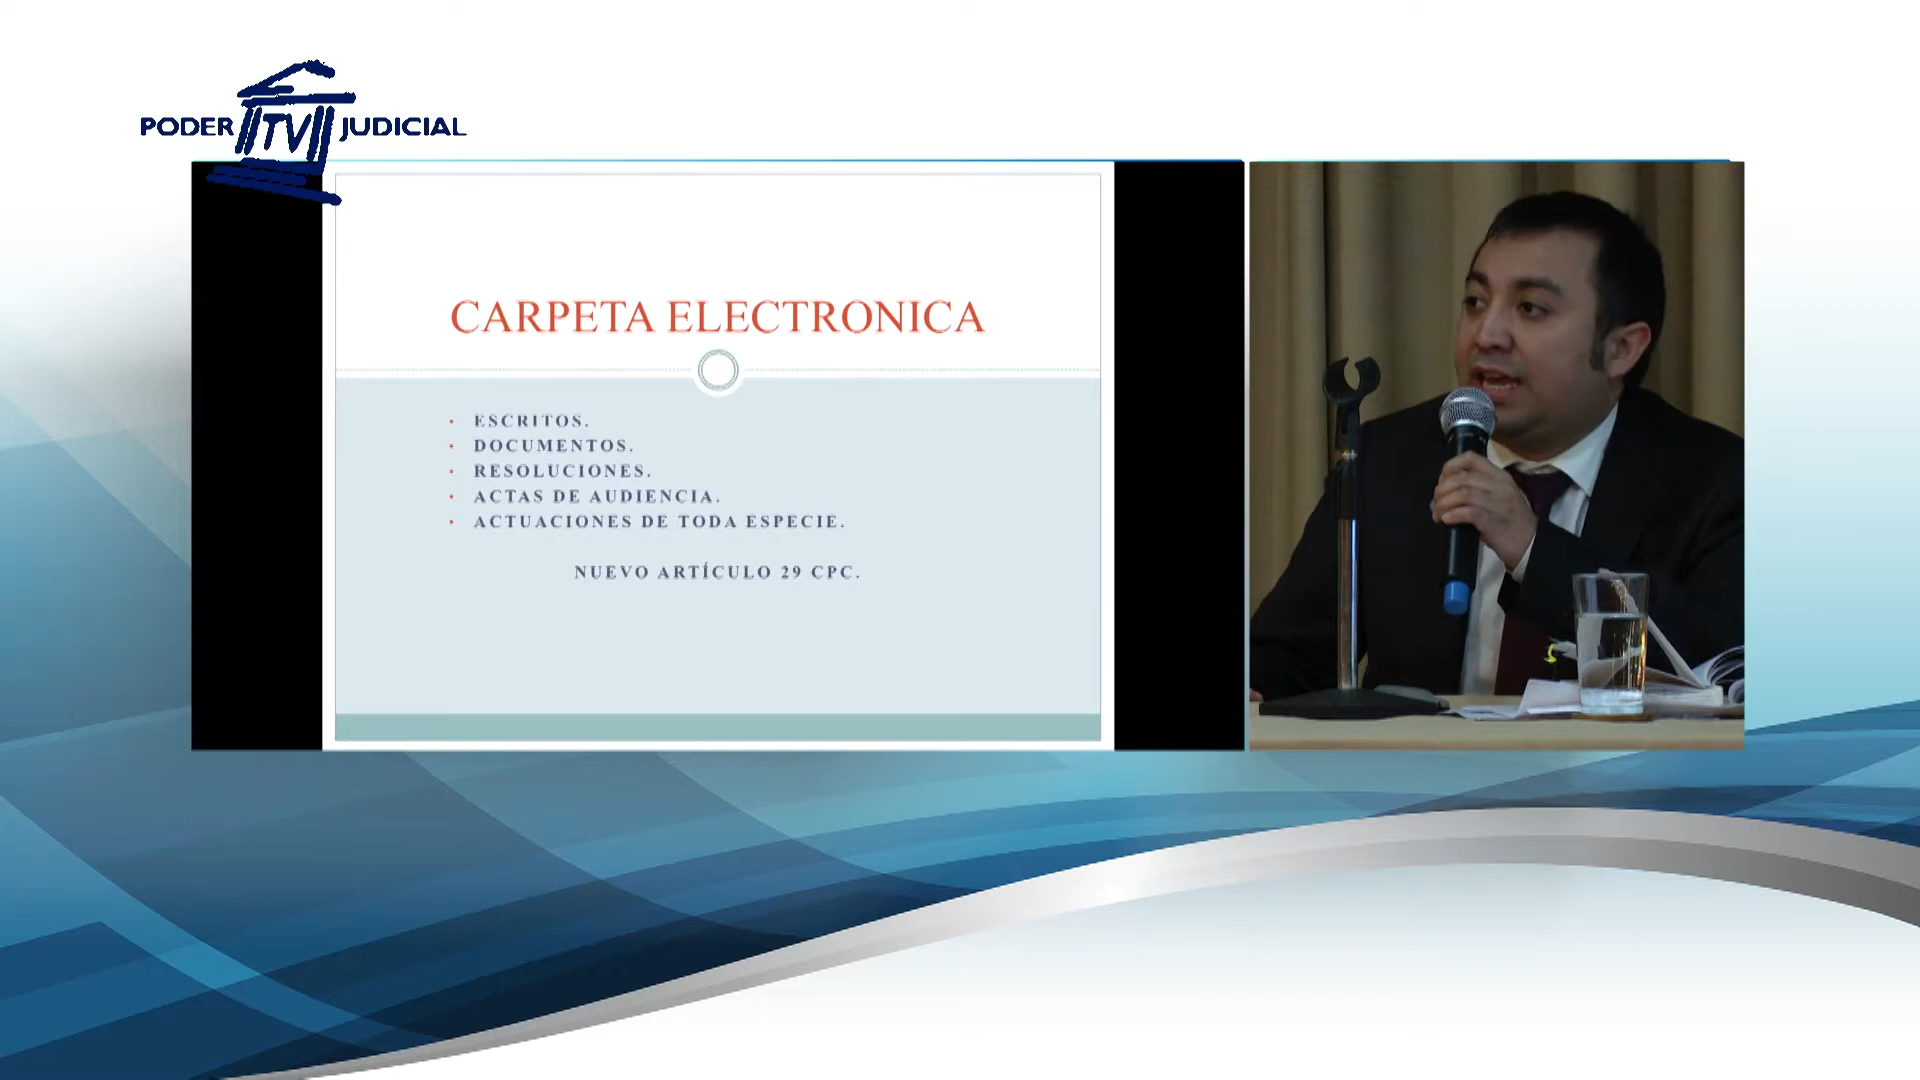 PODER TV JUDICIAL
CARPETA ELECTRONICA
• ESCRITOS.
• DOCUMENTOS.
• RESOLUCIONES.
• ACTAS DE AUDIENCIA.
• ACTUACIONES DE TODA ESPECIE.
NUEVO ARTÍCULO 29 CPC.